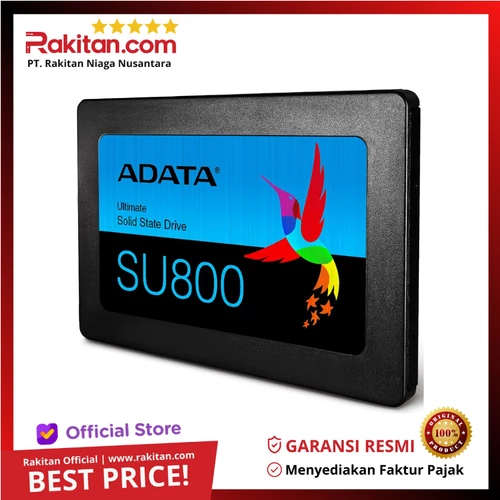 Rakitan.com
PT. Rakitan Niaga Nusantara
ADATA®
Ultimate
Solid State Drive
SU800
Official Store
Rakitan Official | www.rakitan.com
BEST PRICE!
ORIGINAL
100%
GARANSI RESMI
Menyediakan Faktur Pajak